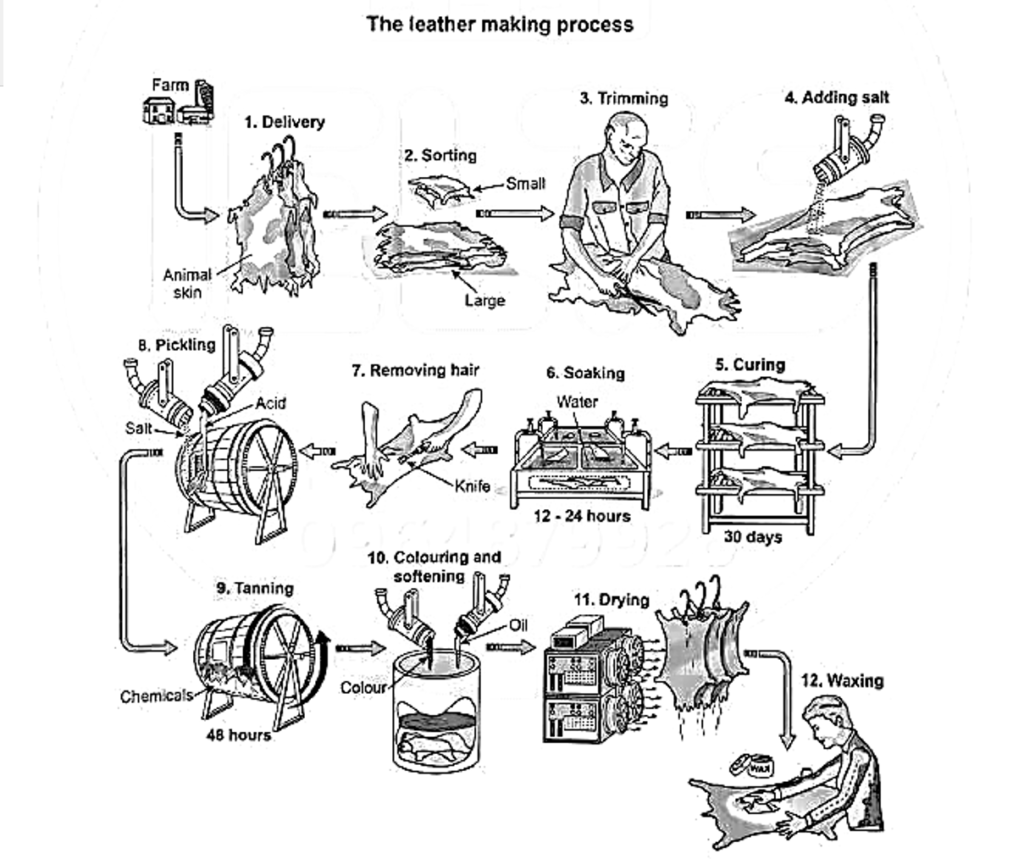 The leather making process
Farm
1. Delivery
Animal
skin
2. Sorting
Small
Large
3. Trimming
4. Adding salt
5. Curing
30 days
6. Soaking
Water
12 - 24 hours
7. Removing hair
Knife
8. Pickling
Acid
Salt
9. Tanning
Chemicals
48 hours
10. Colouring and
softening
Oil
Colour
11. Drying
12. Waxing
WAX